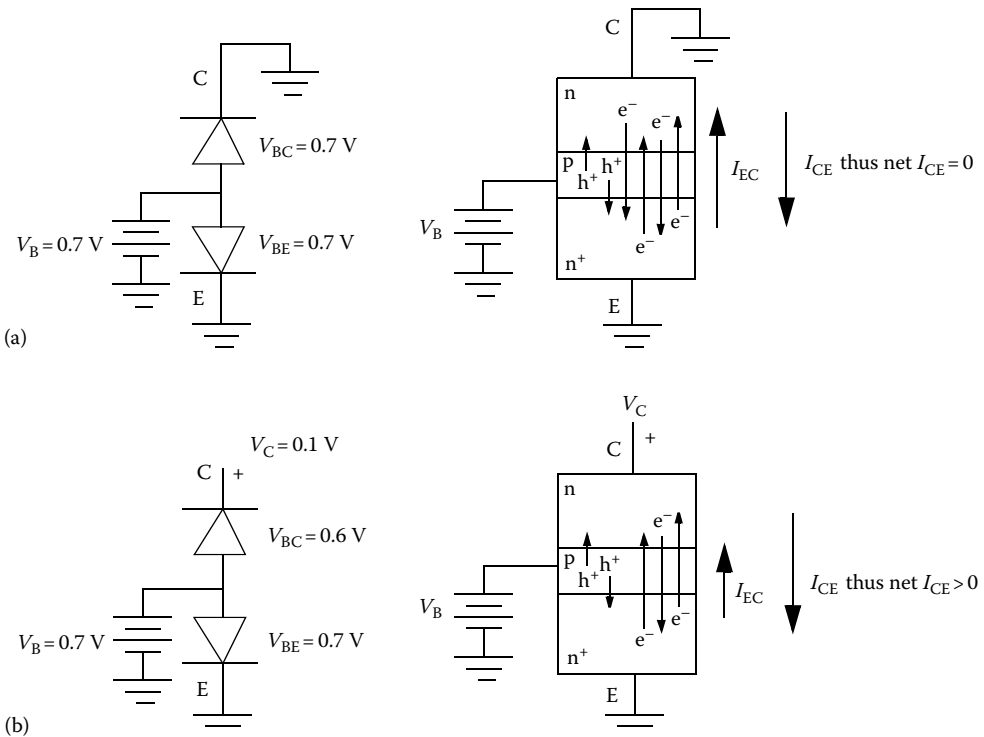 C
V_BC = 0.7 V
V_B = 0.7 V
V_BE = 0.7 V
E
(a)
C
n
e⁻
e⁻
p
h⁺
h⁺
e⁻
e⁻
n⁺
V_B
E
I_EC
I_CE thus net I_CE = 0
V_C = 0.1 V
C
+
V_BC = 0.6 V
V_B = 0.7 V
V_BE = 0.7 V
E
(b)
V_C
+
C
n
e⁻
p
h⁺
h⁺
e⁻
e⁻
n⁺
V_B
E
I_EC
I_CE thus net I_CE > 0